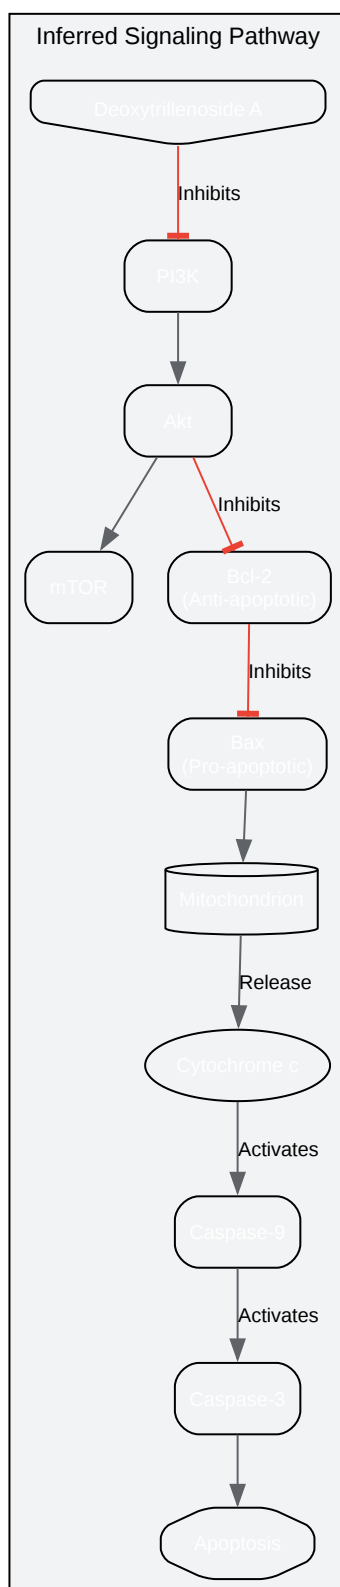 Inferred Signaling Pathway
Deoxytrillenoside A
Inhibits
PI3K
Akt
Inhibits
mTOR
Bcl-2
(Anti-apoptotic)
Inhibits
Bax
(Pro-apoptotic)
Mitochondrion
Release
Cytochrome c
Activates
Caspase-9
Activates
Caspase-3
Apoptosis